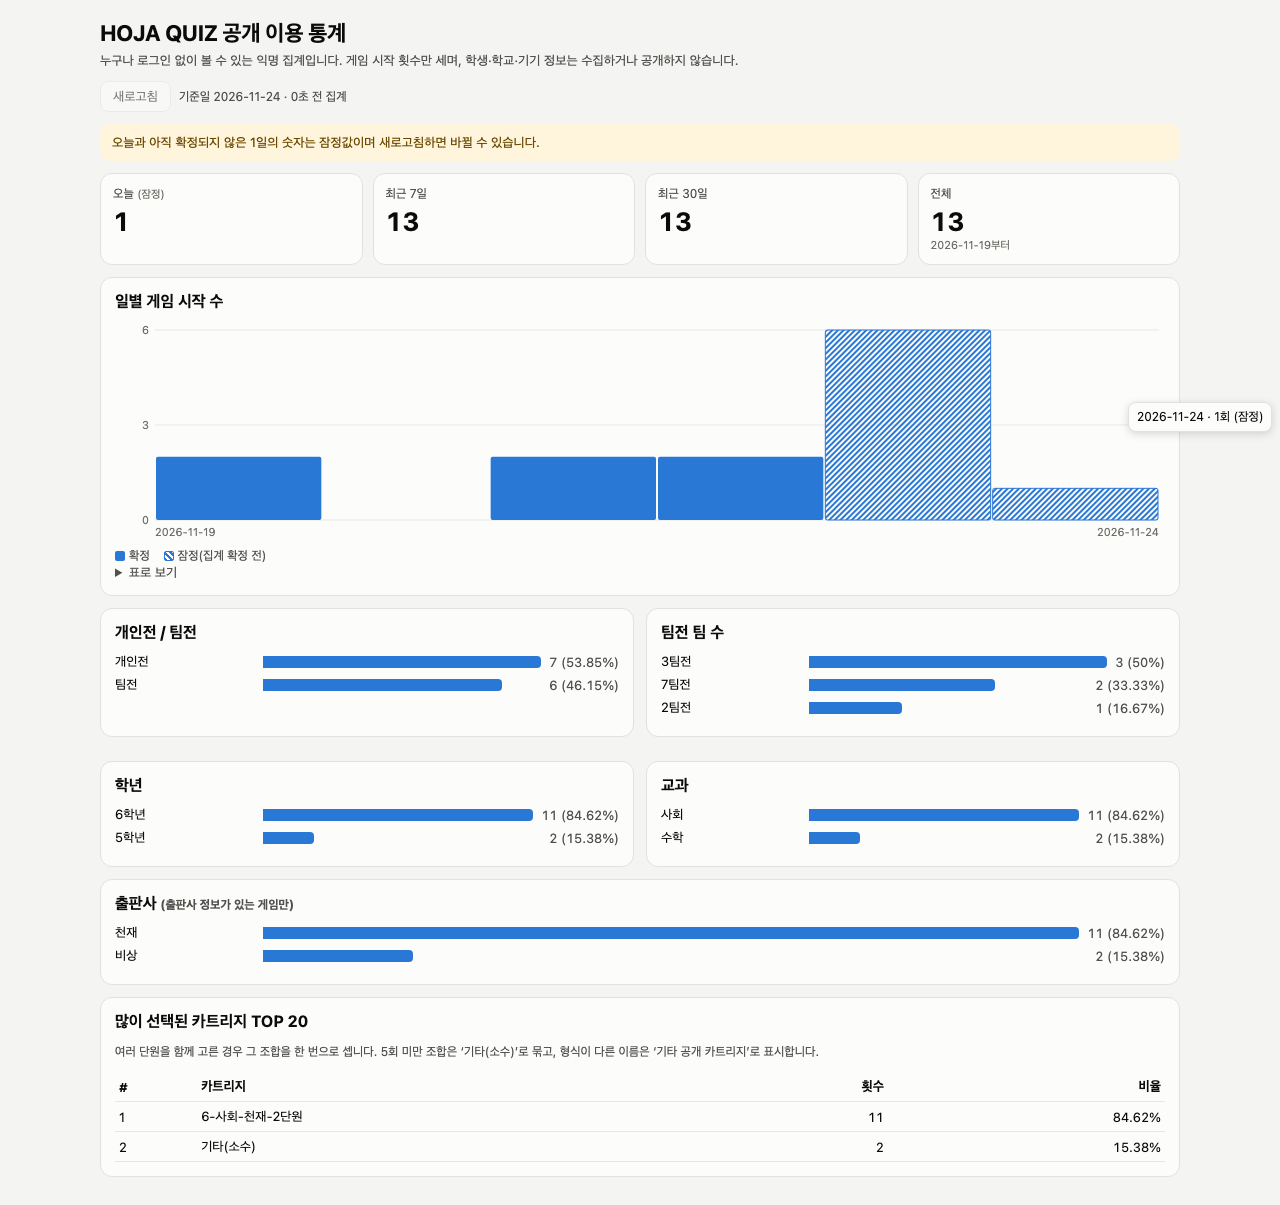 HOJA QUIZ 공개 이용 통계
누구나 로그인 없이 볼 수 있는 익명 집계입니다. 게임 시작 횟수만 세며, 학생·학교·기기 정보는 수집하거나 공개하지 않습니다.
새로고침 기준일 2026-11-24 · 0초 전 집계
오늘과 아직 확정되지 않은 1일의 숫자는 잠정값이며 새로고침하면 바뀔 수 있습니다.
오늘 (잠정)
1
최근 7일
13
최근 30일
13
전체
13
2026-11-19부터
일별 게임 시작 수
6
3
0
2026-11-24 · 1회 (잠정)
2026-11-19 2026-11-24
확정 잠정(집계 확정 전)
▶ 표로 보기
개인전 / 팀전
개인전 7 (53.85%)
팀전 6 (46.15%)
팀전 팀 수
3팀전 3 (50%)
7팀전 2 (33.33%)
2팀전 1 (16.67%)
학년
6학년 11 (84.62%)
5학년 2 (15.38%)
교과
사회 11 (84.62%)
수학 2 (15.38%)
출판사 (출판사 정보가 있는 게임만)
천재 11 (84.62%)
비상 2 (15.38%)
많이 선택된 카트리지 TOP 20
여러 단원을 함께 고른 경우 그 조합을 한 번으로 셉니다. 5회 미만 조합은 ‘기타(소수)’로 묶고, 형식이 다른 이름은 ‘기타 공개 카트리지’로 표시합니다.
# 카트리지 횟수 비율
1 6-사회-천재-2단원 11 84.62%
2 기타(소수) 2 15.38%